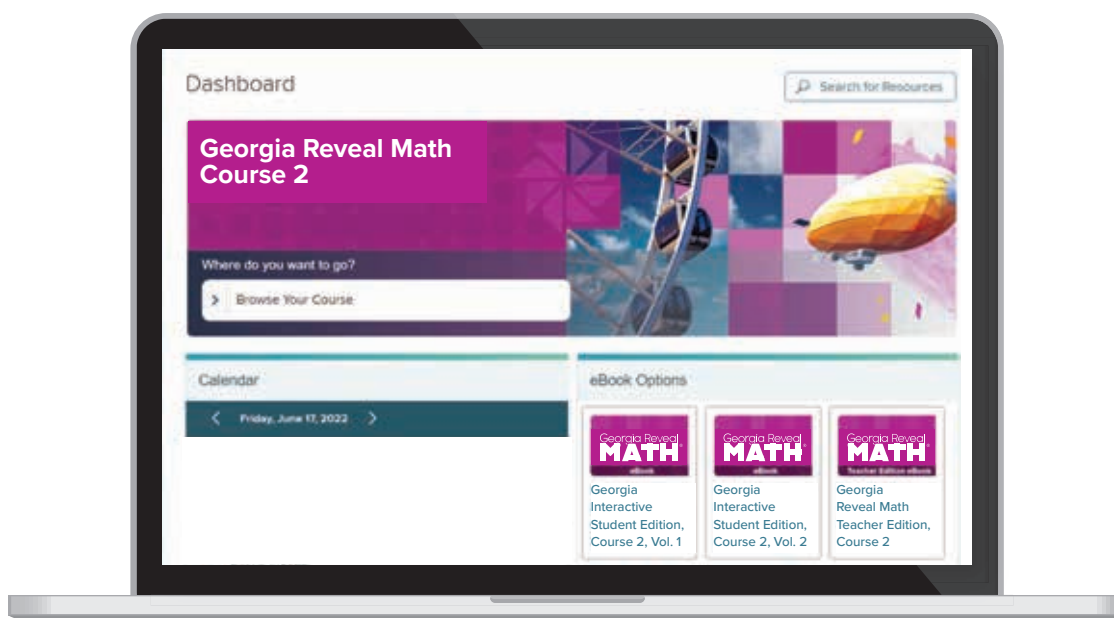 Dashboard
Search for Resources
Georgia Reveal Math
Course 2
Where do you want to go?
Browse Your Course
Calendar
Friday, June 17, 2022
eBook Options
Georgia Reveal
MATH
eBook
Georgia
Interactive
Student Edition,
Course 2, Vol. 1
Georgia Reveal
MATH
eBook
Georgia
Interactive
Student Edition,
Course 2, Vol. 2
Georgia Reveal
MATH
Teacher Edition eBook
Georgia
Reveal Math
Teacher Edition,
Course 2